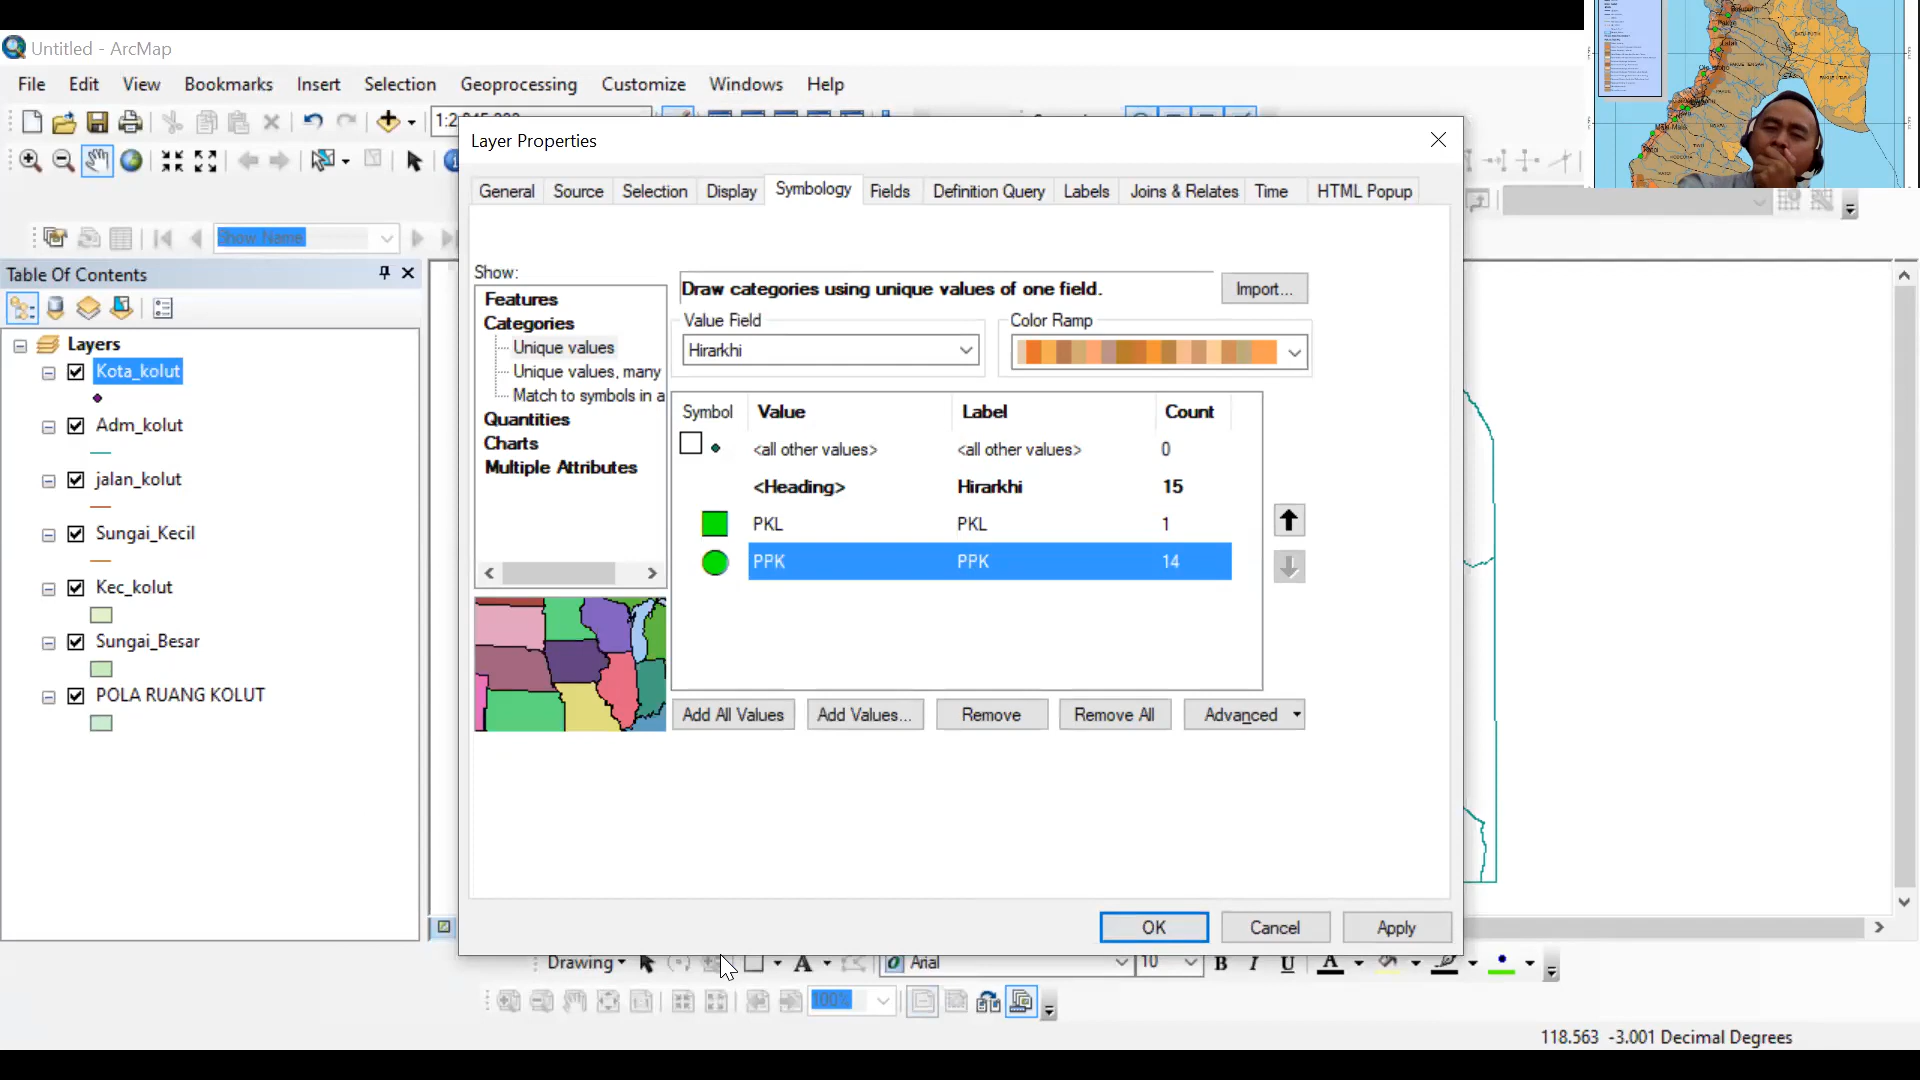 Untitled - ArcMap
File Edit View Bookmarks Insert Selection Geoprocessing Customize Windows Help
Layer Properties
General Source Selection Display Symbology Fields Definition Query Labels Joins & Relates Time HTML Popup
Show Name
Table Of Contents
Layers
Kota_kolut
Adm_kolut
jalan_kolut
Sungai_Kecil
Kec_kolut
Sungai_Besar
POLA RUANG KOLUT
Show:
Features
Categories
Unique values
Unique values, many
Match to symbols in a
Quantities
Charts
Multiple Attributes
Draw categories using unique values of one field.
Import...
Value Field
Hirarkhi
Color Ramp
Symbol Value Label Count
<all other values> <all other values> 0
<Heading> Hirarkhi 15
PKL PKL 1
PPK PPK 14
Add All Values Add Values... Remove Remove All Advanced
OK Cancel Apply
Drawing A Arial 10 B I U A
100%
118.563 -3.001 Decimal Degrees